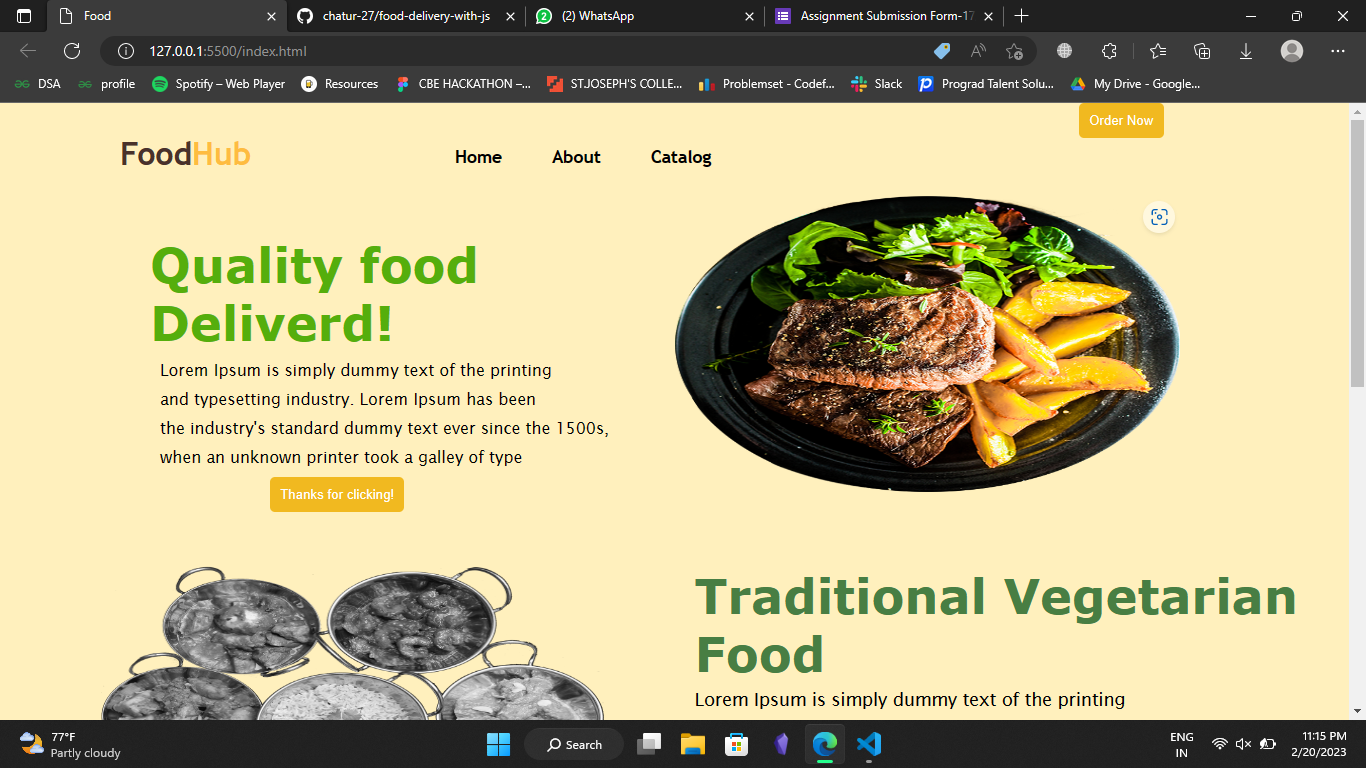 Food
chatur-27/food-delivery-with-js
2
(2) WhatsApp
Assignment Submission Form-17
127.0.0.1:5500/index.html
DSA
profile
Spotify – Web Player
Resources
CBE HACKATHON –...
ST.JOSEPH'S COLLE...
Problemset - Codef...
Slack
Prograd Talent Solu...
My Drive - Google...
Order Now
FoodHub
Home
About
Catalog
Quality food
Deliverd!
Lorem Ipsum is simply dummy text of the printing
and typesetting industry. Lorem Ipsum has been
the industry's standard dummy text ever since the 1500s,
when an unknown printer took a galley of type
Thanks for clicking!
Traditional Vegetarian
Food
Lorem Ipsum is simply dummy text of the printing
77°F
Partly cloudy
Search
ENG
IN
11:15 PM
2/20/2023